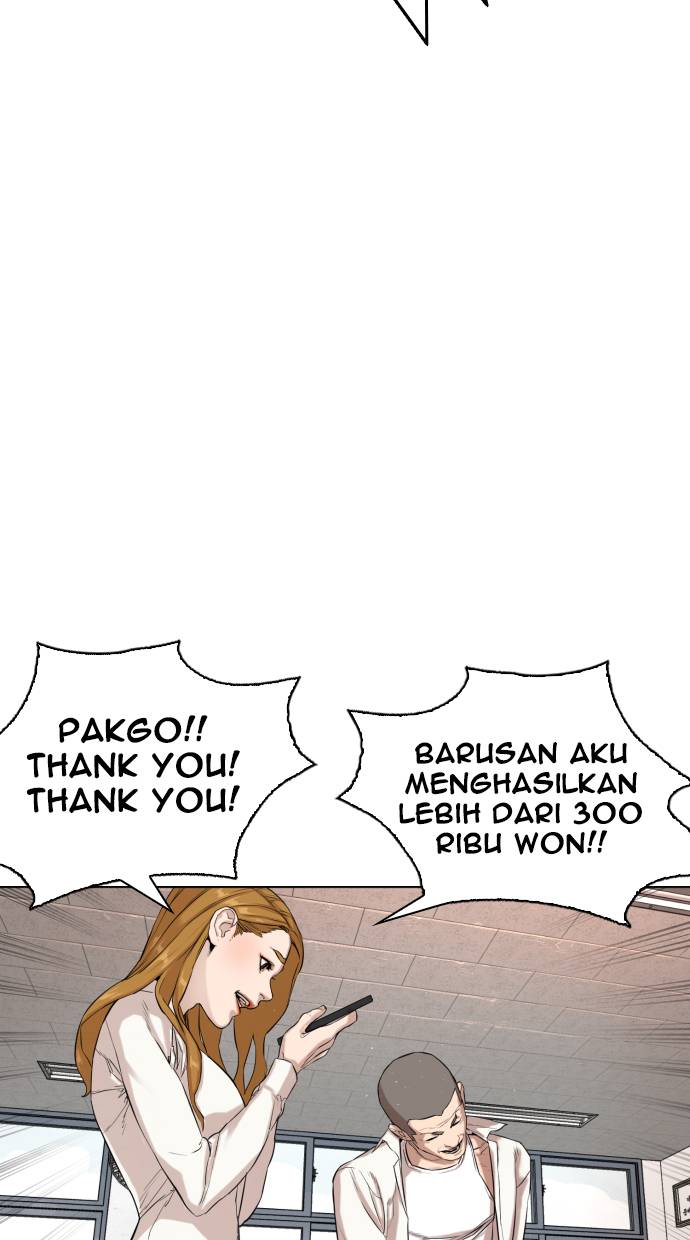 PAKGO!!
THANK YOU!
THANK YOU!
BARUSAN AKU
MENGHASILKAN
LEBIH DARI 300
RIBU WON!!